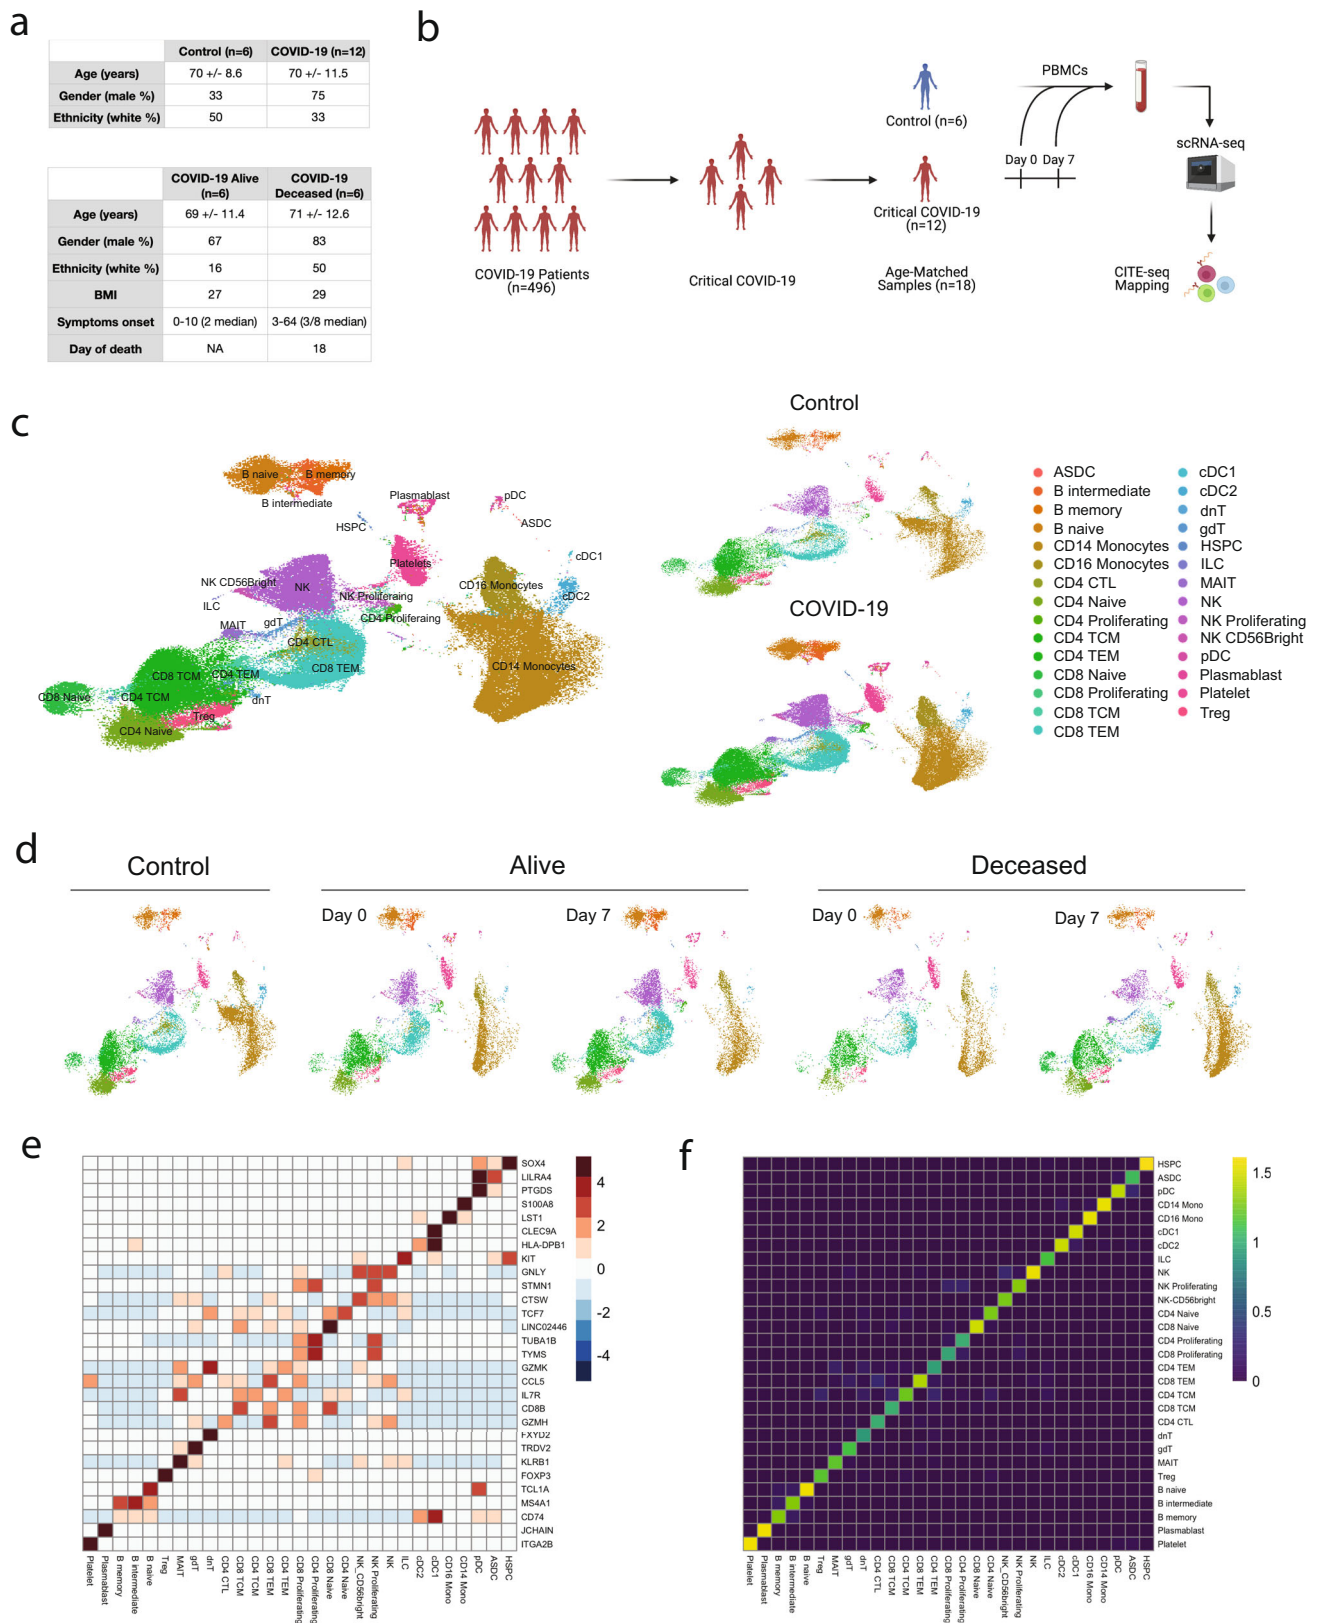 a
Control (n=6) COVID-19 (n=12)
Age (years) 70 +/- 8.6 70 +/- 11.5
Gender (male %) 33 75
Ethnicity (white %) 50 33
COVID-19 Alive (n=6) COVID-19 Deceased (n=6)
Age (years) 69 +/- 11.4 71 +/- 12.6
Gender (male %) 67 83
Ethnicity (white %) 16 50
BMI 27 29
Symptoms onset 0-10 (2 median) 3-64 (3/8 median)
Day of death NA 18
b
COVID-19 Patients
(n=496)
Critical COVID-19
Control (n=6)
Critical COVID-19
(n=12)
Age-Matched
Samples (n=18)
PBMCs
Day 0 Day 7
scRNA-seq
CITE-seq
Mapping
c
B naive B memory
B intermediate
Plasmablast
pDC
HSPC
ASDC
Platelets
cDC1
NK CD56Bright
NK
NK Proliferaing
CD16 Monocytes
cDC2
ILC
MAIT
gdT
CD4 Proliferaing
CD4 CTL
CD8 TCM
CD4 TEM
CD8 TEM
CD14 Monocytes
CD8 Naive
CD4 TCM
dnT
Treg
CD4 Naive
Control
COVID-19
ASDC
B intermediate
B memory
B naive
CD14 Monocytes
CD16 Monocytes
CD4 CTL
CD4 Naive
CD4 Proliferating
CD4 TCM
CD4 TEM
CD8 Naive
CD8 Proliferating
CD8 TCM
CD8 TEM
cDC1
cDC2
dnT
gdT
HSPC
ILC
MAIT
NK
NK Proliferating
NK CD56Bright
pDC
Plasmablast
Platelet
Treg
d
Control
Alive
Deceased
Day 0
Day 7
Day 0
Day 7
e
SOX4
LILRA4
PTGDS
S100A8
LST1
CLEC9A
HLA-DPB1
KIT
GNLY
STMN1
CTSW
TCF7
LINC02446
TUBA1B
TYMS
GZMK
CCL5
IL7R
CD8B
GZMH
FXYD2
TRDV2
KLRB1
FOXP3
TCL1A
MS4A1
CD74
JCHAIN
ITGA2B
4
2
0
-2
-4
Platelet
Plasmablast
B memory
B intermediate
B naive
Treg
MAIT
gdT
dnT
CD4 CTL
CD8 TCM
CD4 TCM
CD8 TEM
CD4 TEM
CD8 Proliferating
CD4 Proliferating
CD8 Naive
CD4 Naive
NK_CD56bright
NK Proliferating
NK
ILC
cDC2
cDC1
CD16 Mono
CD14 Mono
pDC
ASDC
HSPC
f
HSPC
ASDC
pDC
CD14 Mono
CD16 Mono
cDC1
cDC2
ILC
NK
NK Proliferating
NK-CD56bright
CD4 Naive
CD8 Naive
CD4 Proliferating
CD8 Proliferating
CD4 TEM
CD8 TEM
CD4 TCM
CD8 TCM
CD4 CTL
dnT
gdT
MAIT
Treg
B naive
B intermediate
B memory
Plasmablast
Platelet
1.5
1
0.5
0
Platelet
Plasmablast
B memory
B intermediate
B naive
Treg
MAIT
gdT
dnT
CD4 CTL
CD8 TCM
CD4 TCM
CD8 TEM
CD4 TEM
CD8 Proliferating
CD4 Proliferating
CD8 Naive
CD4 Naive
NK_CD56bright
NK Proliferating
NK
ILC
cDC2
cDC1
CD16 Mono
CD14 Mono
pDC
ASDC
HSPC